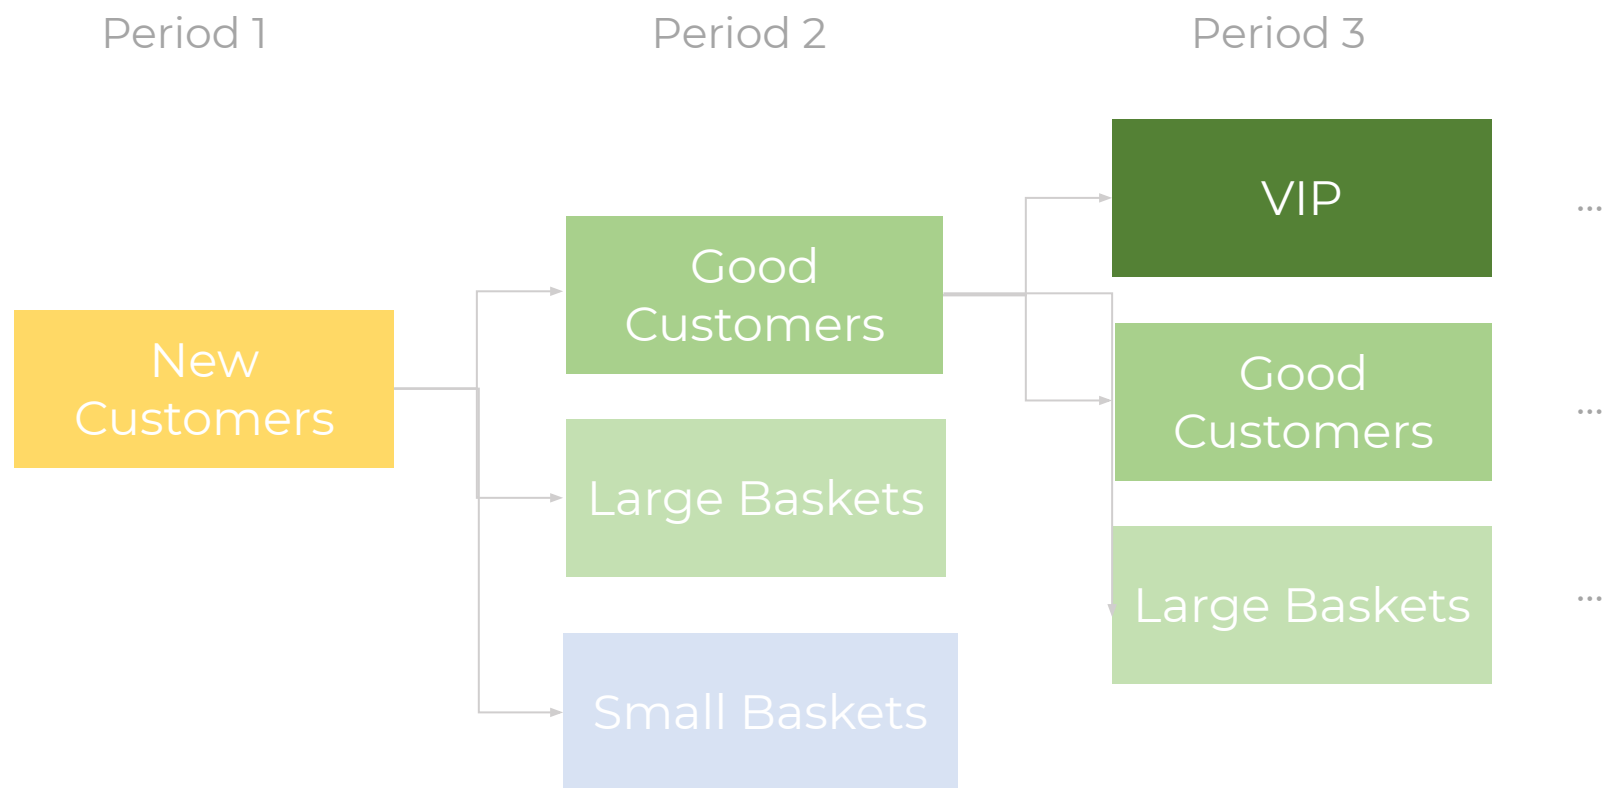 Period 1
Period 2
Period 3
New
Customers
Good
Customers
Large Baskets
Small Baskets
VIP
...
Good
Customers
...
Large Baskets
...